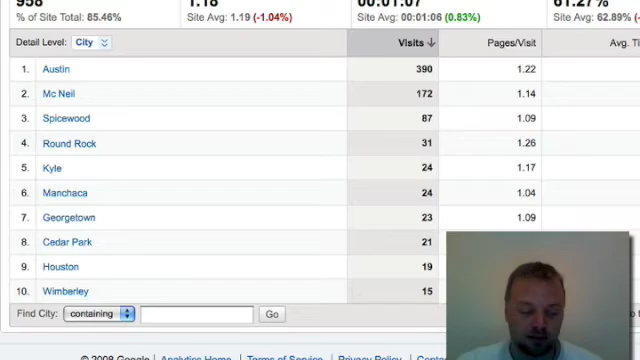 958 1.18 00:01:07 61.27%
% of Site Total: 85.46% Site Avg: 1.19 (-1.04%) Site Avg: 00:01:06 (0.83%) Site Avg: 62.89%
Detail Level: City Visits Pages/Visit Avg.
1. Austin 390 1.22
2. Mc Neil 172 1.14
3. Spicewood 87 1.09
4. Round Rock 31 1.26
5. Kyle 24 1.17
6. Manchaca 24 1.04
7. Georgetown 23 1.09
8. Cedar Park 21
9. Houston 19
10. Wimberley 15
Find City: containing Go
© 2008 Google Analytics Home Terms of Service Privacy Policy